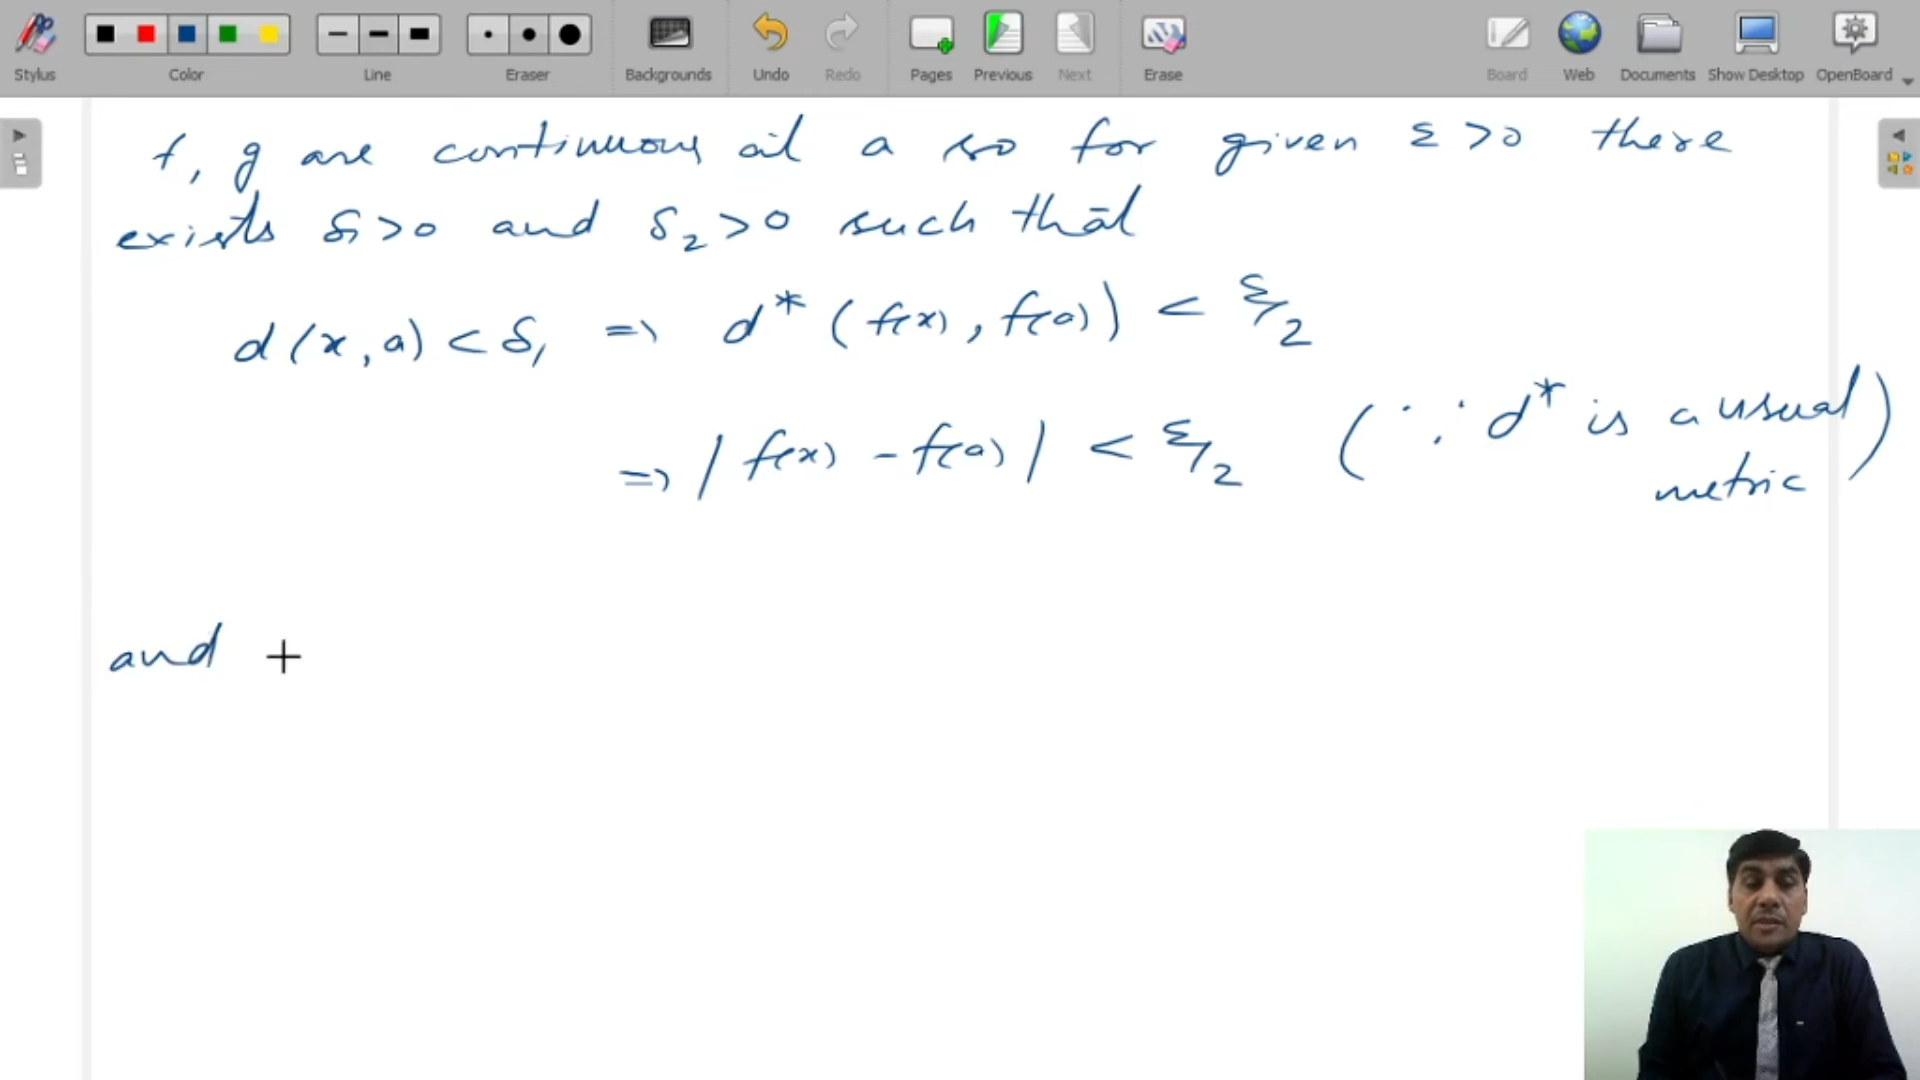 Stylus Color Line Eraser Backgrounds Undo Redo Pages Previous Next Erase Board Web Documents Show Desktop OpenBoard
f, g are continuous at a so for given ε > 0 there
exists δ₁ > 0 and δ₂ > 0 such that
d(x, a) < δ₁ => d*(f(x), f(a)) < ε/2
=> |f(x) - f(a)| < ε/2 (∵ d* is a usual
metric)
and